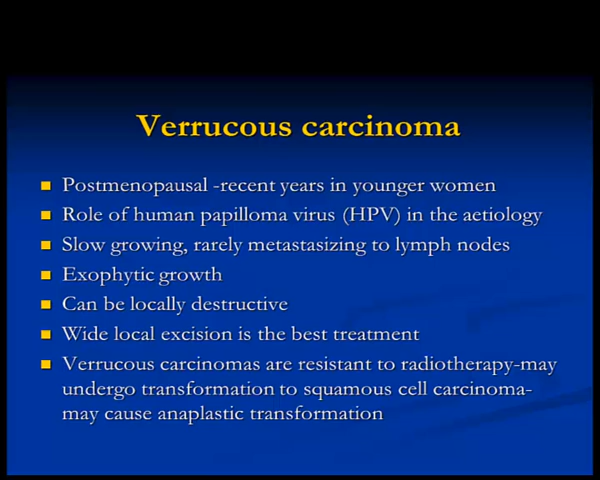 Verrucous carcinoma
Postmenopausal -recent years in younger women
Role of human papilloma virus (HPV) in the aetiology
Slow growing, rarely metastasizing to lymph nodes
Exophytic growth
Can be locally destructive
Wide local excision is the best treatment
Verrucous carcinomas are resistant to radiotherapy-may
undergo transformation to squamous cell carcinoma-
may cause anaplastic transformation